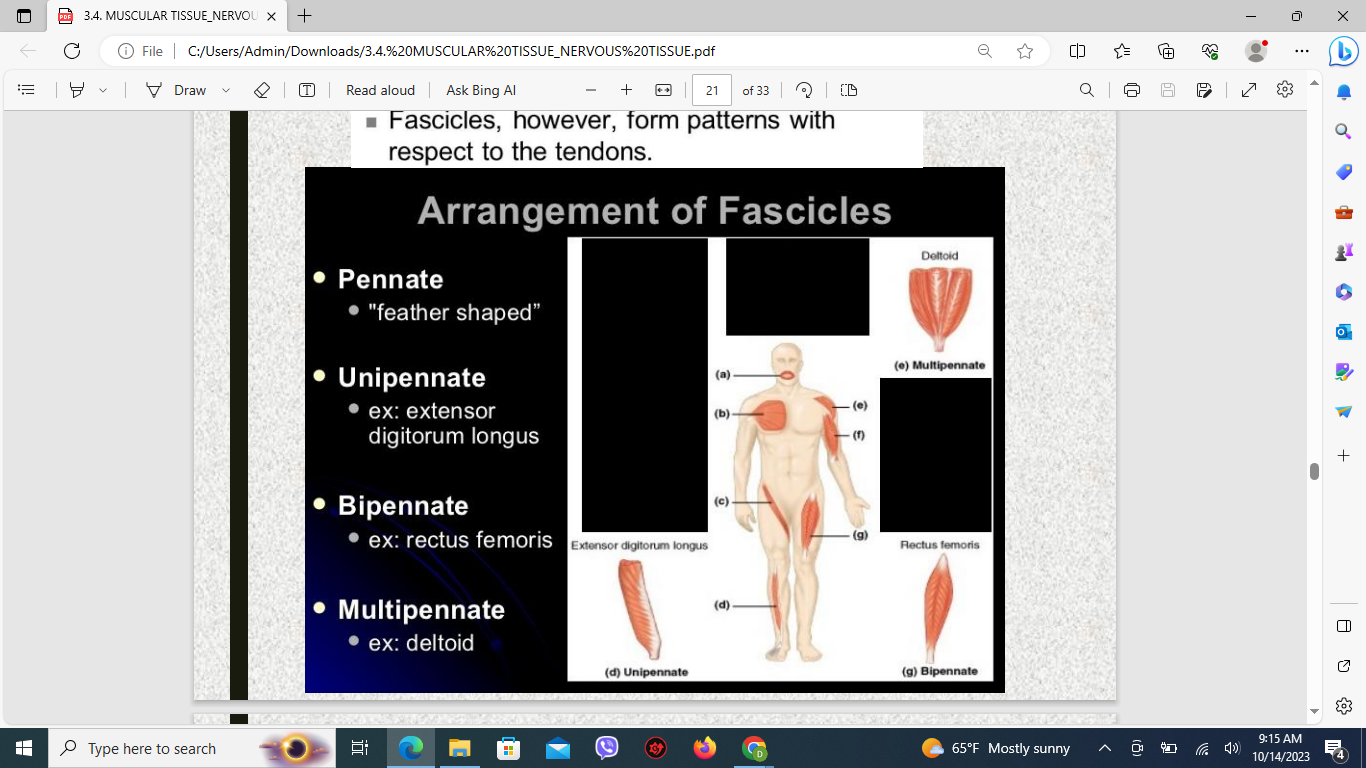 3.4. MUSCULAR TISSUE_NERVOU
File
C:/Users/Admin/Downloads/3.4.%20MUSCULAR%20TISSUE_NERVOUS%20TISSUE.pdf
Draw
Read aloud
Ask Bing AI
21
of 33
Fascicles, however, form patterns with
respect to the tendons.
Arrangement of Fascicles
Pennate
"feather shaped”
Unipennate
ex: extensor
digitorum longus
Bipennate
ex: rectus femoris
Multipennate
ex: deltoid
Deltoid
(e) Multipennate
(a)
(b)
(c)
(d)
(e)
(f)
(g)
Extensor digitorum longus
(d) Unipennate
Rectus femoris
(g) Bipennate
Type here to search
65°F Mostly sunny
9:15 AM
10/14/2023
4
D